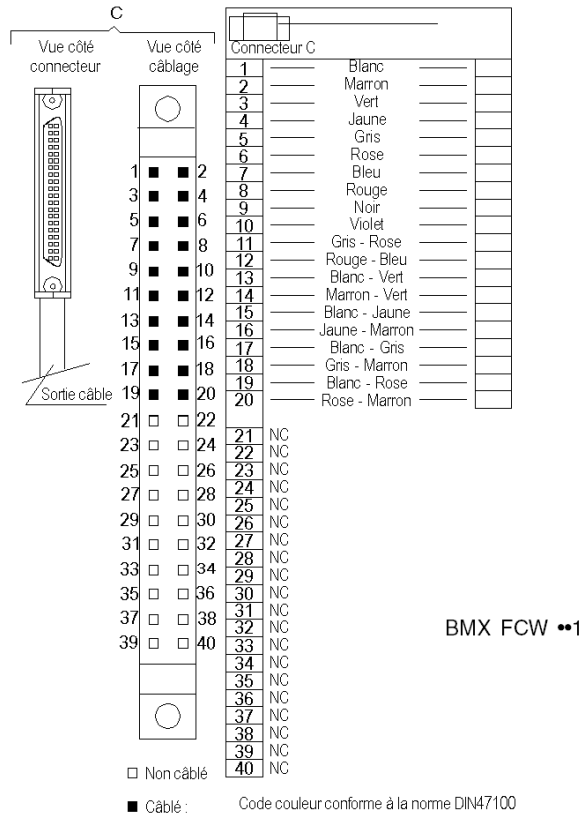 C
Vue côté connecteur
Vue côté câblage
Sortie câble
1 2
3 4
5 6
7 8
9 10
11 12
13 14
15 16
17 18
19 20
21 22
23 24
25 26
27 28
29 30
31 32
33 34
35 36
37 38
39 40
Connecteur C
1 Blanc
2 Marron
3 Vert
4 Jaune
5 Gris
6 Rose
7 Bleu
8 Rouge
9 Noir
10 Violet
11 Gris - Rose
12 Rouge - Bleu
13 Blanc - Vert
14 Marron - Vert
15 Blanc - Jaune
16 Jaune - Marron
17 Blanc - Gris
18 Gris - Marron
19 Blanc - Rose
20 Rose - Marron
21 NC
22 NC
23 NC
24 NC
25 NC
26 NC
27 NC
28 NC
29 NC
30 NC
31 NC
32 NC
33 NC
34 NC
35 NC
36 NC
37 NC
38 NC
39 NC
40 NC
BMX FCW ••1
□ Non câblé
■ Câblé :
Code couleur conforme à la norme DIN47100